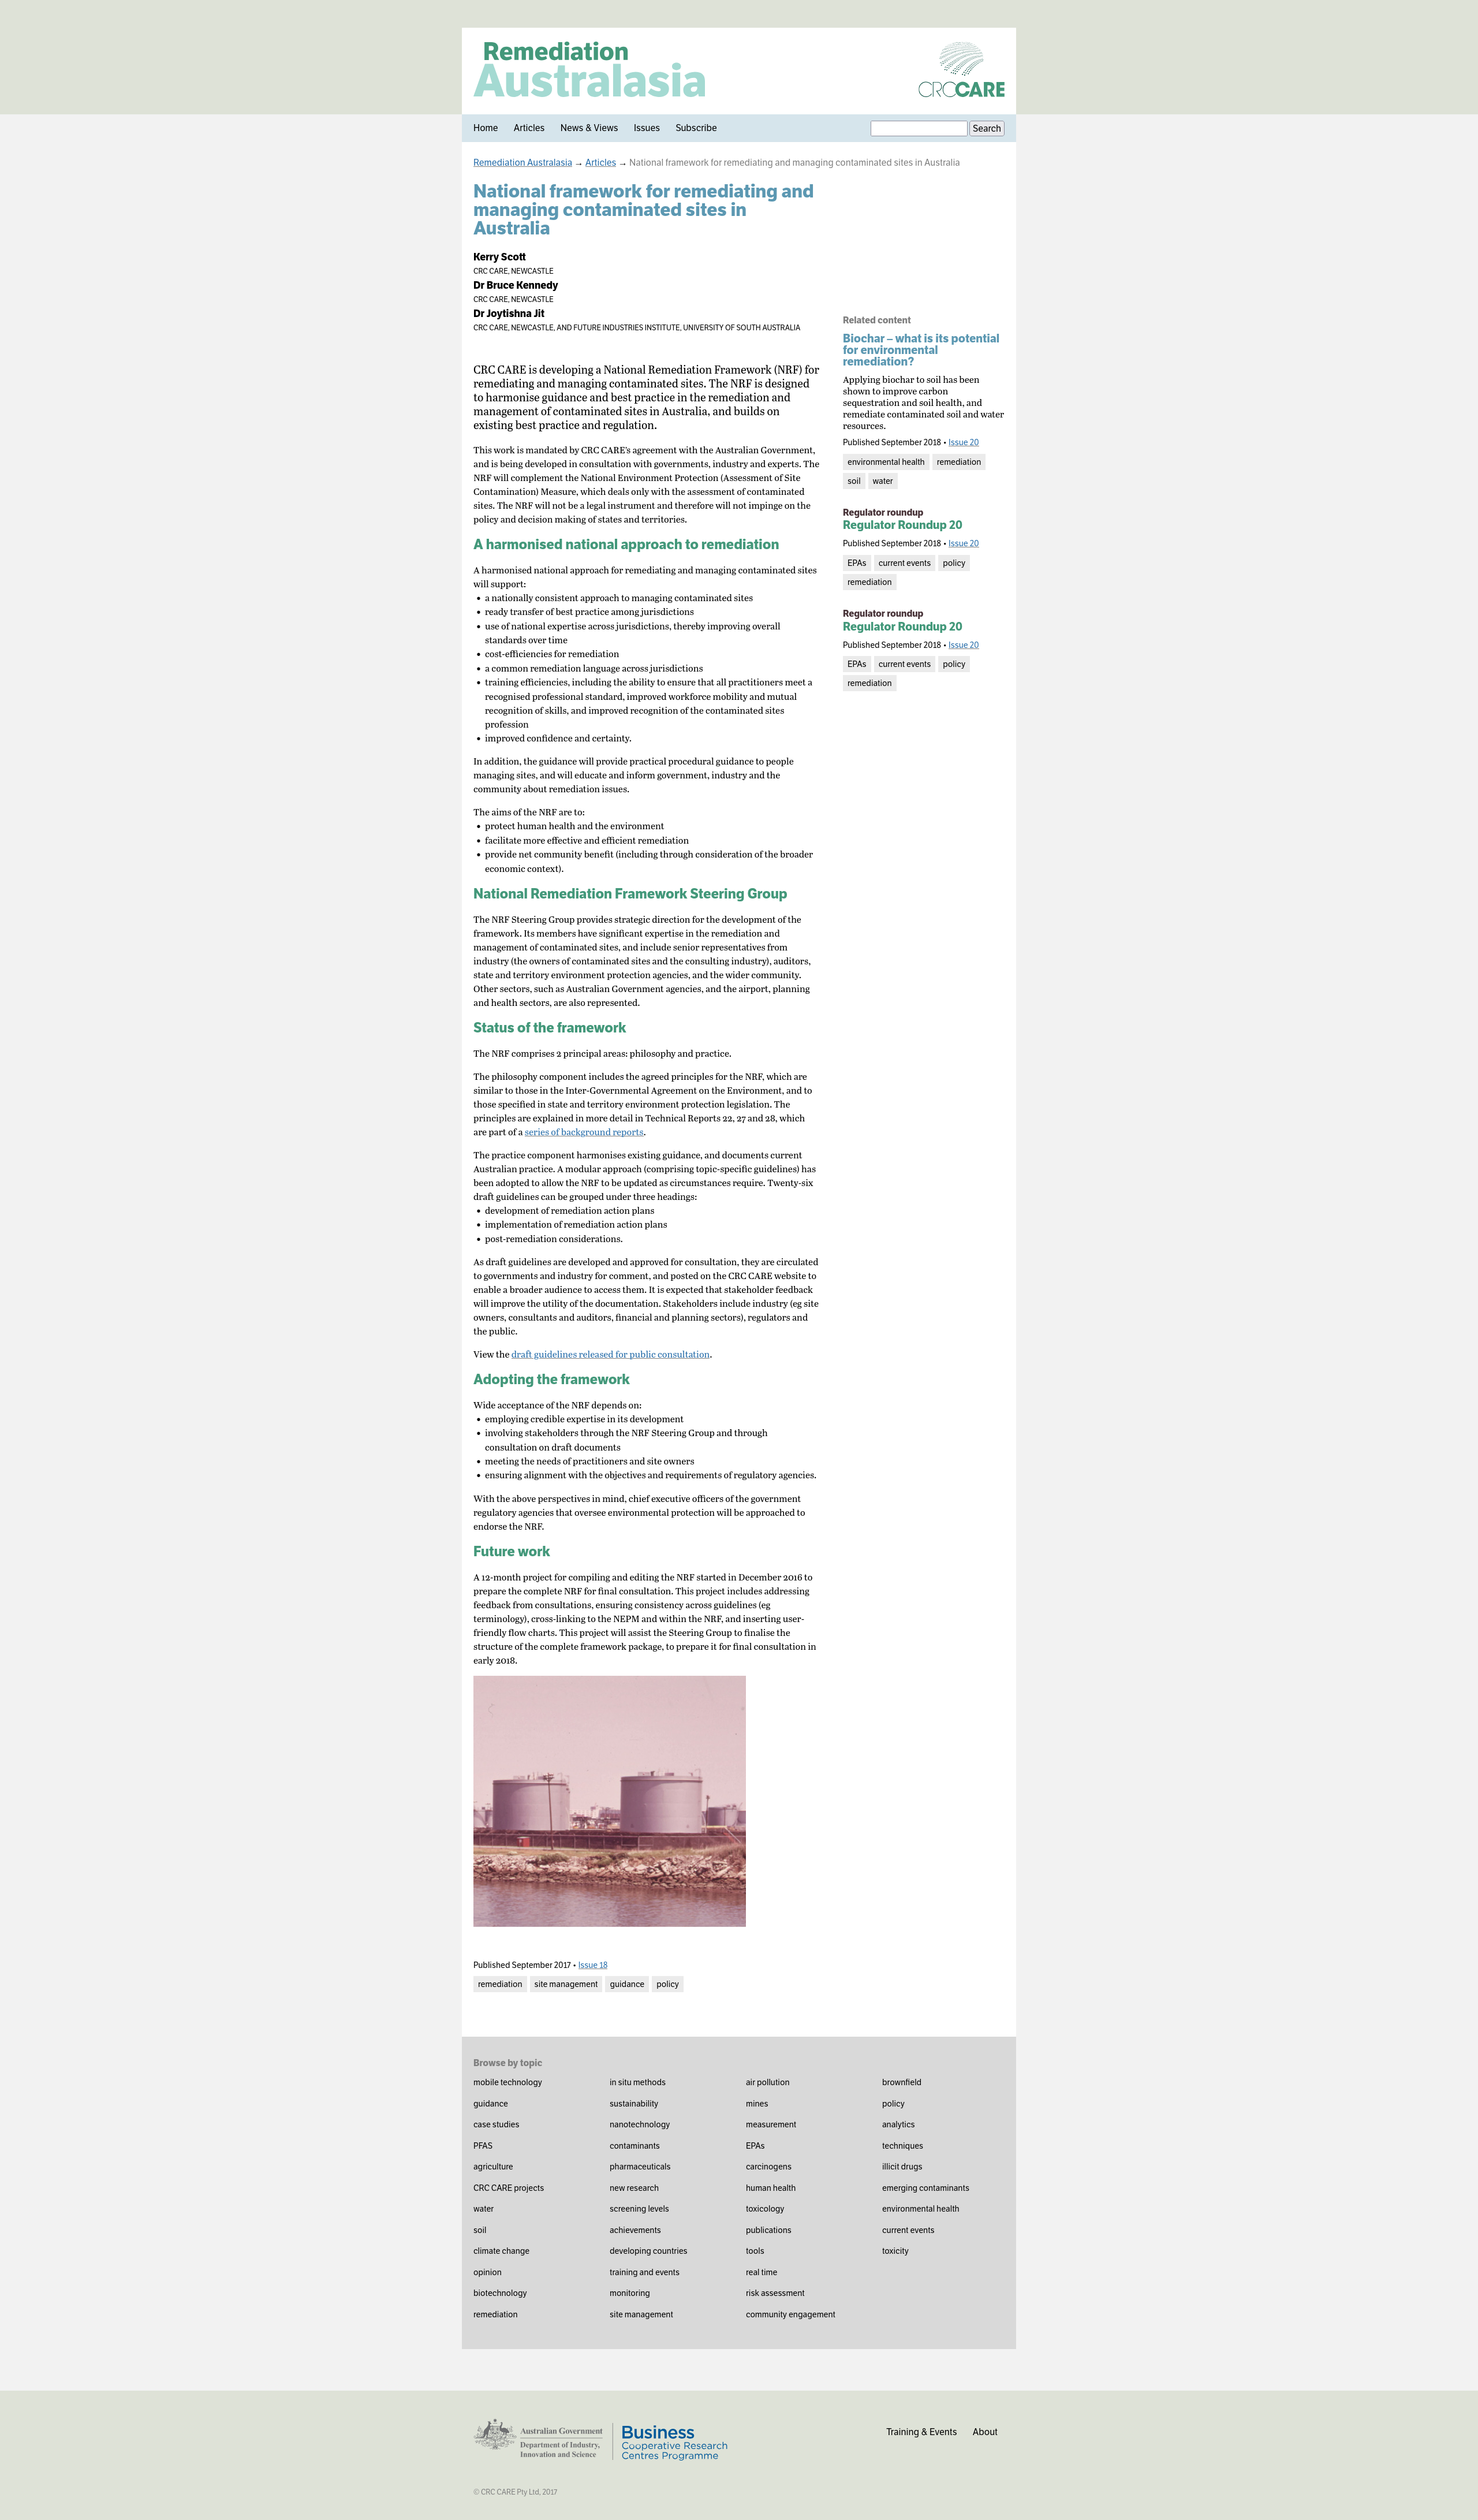 Remediation
Australasia
CRCCARE
Home Articles News & Views Issues Subscribe Search
Remediation Australasia → Articles → National framework for remediating and managing contaminated sites in Australia
National framework for remediating and
managing contaminated sites in
Australia
Kerry Scott
CRC CARE, NEWCASTLE
Dr Bruce Kennedy
CRC CARE, NEWCASTLE
Dr Joytishna Jit
CRC CARE, NEWCASTLE, AND FUTURE INDUSTRIES INSTITUTE, UNIVERSITY OF SOUTH AUSTRALIA
CRC CARE is developing a National Remediation Framework (NRF) for
remediating and managing contaminated sites. The NRF is designed
to harmonise guidance and best practice in the remediation and
management of contaminated sites in Australia, and builds on
existing best practice and regulation.
This work is mandated by CRC CARE's agreement with the Australian Government,
and is being developed in consultation with governments, industry and experts. The
NRF will complement the National Environment Protection (Assessment of Site
Contamination) Measure, which deals only with the assessment of contaminated
sites. The NRF will not be a legal instrument and therefore will not impinge on the
policy and decision making of states and territories.
A harmonised national approach to remediation
A harmonised national approach for remediating and managing contaminated sites
will support:
• a nationally consistent approach to managing contaminated sites
• ready transfer of best practice among jurisdictions
• use of national expertise across jurisdictions, thereby improving overall
standards over time
• cost-efficiencies for remediation
• a common remediation language across jurisdictions
• training efficiencies, including the ability to ensure that all practitioners meet a
recognised professional standard, improved workforce mobility and mutual
recognition of skills, and improved recognition of the contaminated sites
profession
• improved confidence and certainty.
In addition, the guidance will provide practical procedural guidance to people
managing sites, and will educate and inform government, industry and the
community about remediation issues.
The aims of the NRF are to:
• protect human health and the environment
• facilitate more effective and efficient remediation
• provide net community benefit (including through consideration of the broader
economic context).
National Remediation Framework Steering Group
The NRF Steering Group provides strategic direction for the development of the
framework. Its members have significant expertise in the remediation and
management of contaminated sites, and include senior representatives from
industry (the owners of contaminated sites and the consulting industry), auditors,
state and territory environment protection agencies, and the wider community.
Other sectors, such as Australian Government agencies, and the airport, planning
and health sectors, are also represented.
Status of the framework
The NRF comprises 2 principal areas: philosophy and practice.
The philosophy component includes the agreed principles for the NRF, which are
similar to those in the Inter-Governmental Agreement on the Environment, and to
those specified in state and territory environment protection legislation. The
principles are explained in more detail in Technical Reports 22, 27 and 28, which
are part of a series of background reports.
The practice component harmonises existing guidance, and documents current
Australian practice. A modular approach (comprising topic-specific guidelines) has
been adopted to allow the NRF to be updated as circumstances require. Twenty-six
draft guidelines can be grouped under three headings:
• development of remediation action plans
• implementation of remediation action plans
• post-remediation considerations.
As draft guidelines are developed and approved for consultation, they are circulated
to governments and industry for comment, and posted on the CRC CARE website to
enable a broader audience to access them. It is expected that stakeholder feedback
will improve the utility of the documentation. Stakeholders include industry (eg site
owners, consultants and auditors, financial and planning sectors), regulators and
the public.
View the draft guidelines released for public consultation.
Adopting the framework
Wide acceptance of the NRF depends on:
• employing credible expertise in its development
• involving stakeholders through the NRF Steering Group and through
consultation on draft documents
• meeting the needs of practitioners and site owners
• ensuring alignment with the objectives and requirements of regulatory agencies.
With the above perspectives in mind, chief executive officers of the government
regulatory agencies that oversee environmental protection will be approached to
endorse the NRF.
Future work
A 12-month project for compiling and editing the NRF started in December 2016 to
prepare the complete NRF for final consultation. This project includes addressing
feedback from consultations, ensuring consistency across guidelines (eg
terminology), cross-linking to the NEPM and within the NRF, and inserting user-
friendly flow charts. This project will assist the Steering Group to finalise the
structure of the complete framework package, to prepare it for final consultation in
early 2018.
Published September 2017 • Issue 18
remediation site management guidance policy
Related content
Biochar – what is its potential
for environmental
remediation?
Applying biochar to soil has been
shown to improve carbon
sequestration and soil health, and
remediate contaminated soil and water
resources.
Published September 2018 • Issue 20
environmental health remediation
soil water
Regulator roundup
Regulator Roundup 20
Published September 2018 • Issue 20
EPAs current events policy
remediation
Regulator roundup
Regulator Roundup 20
Published September 2018 • Issue 20
EPAs current events policy
remediation
Browse by topic
mobile technology in situ methods air pollution brownfield
guidance sustainability mines policy
case studies nanotechnology measurement analytics
PFAS contaminants EPAs techniques
agriculture pharmaceuticals carcinogens illicit drugs
CRC CARE projects new research human health emerging contaminants
water screening levels toxicology environmental health
soil achievements publications current events
climate change developing countries tools toxicity
opinion training and events real time
biotechnology monitoring risk assessment
remediation site management community engagement
Australian Government
Department of Industry,
Innovation and Science
Business
Cooperative Research
Centres Programme
Training & Events About
© CRC CARE Pty Ltd, 2017